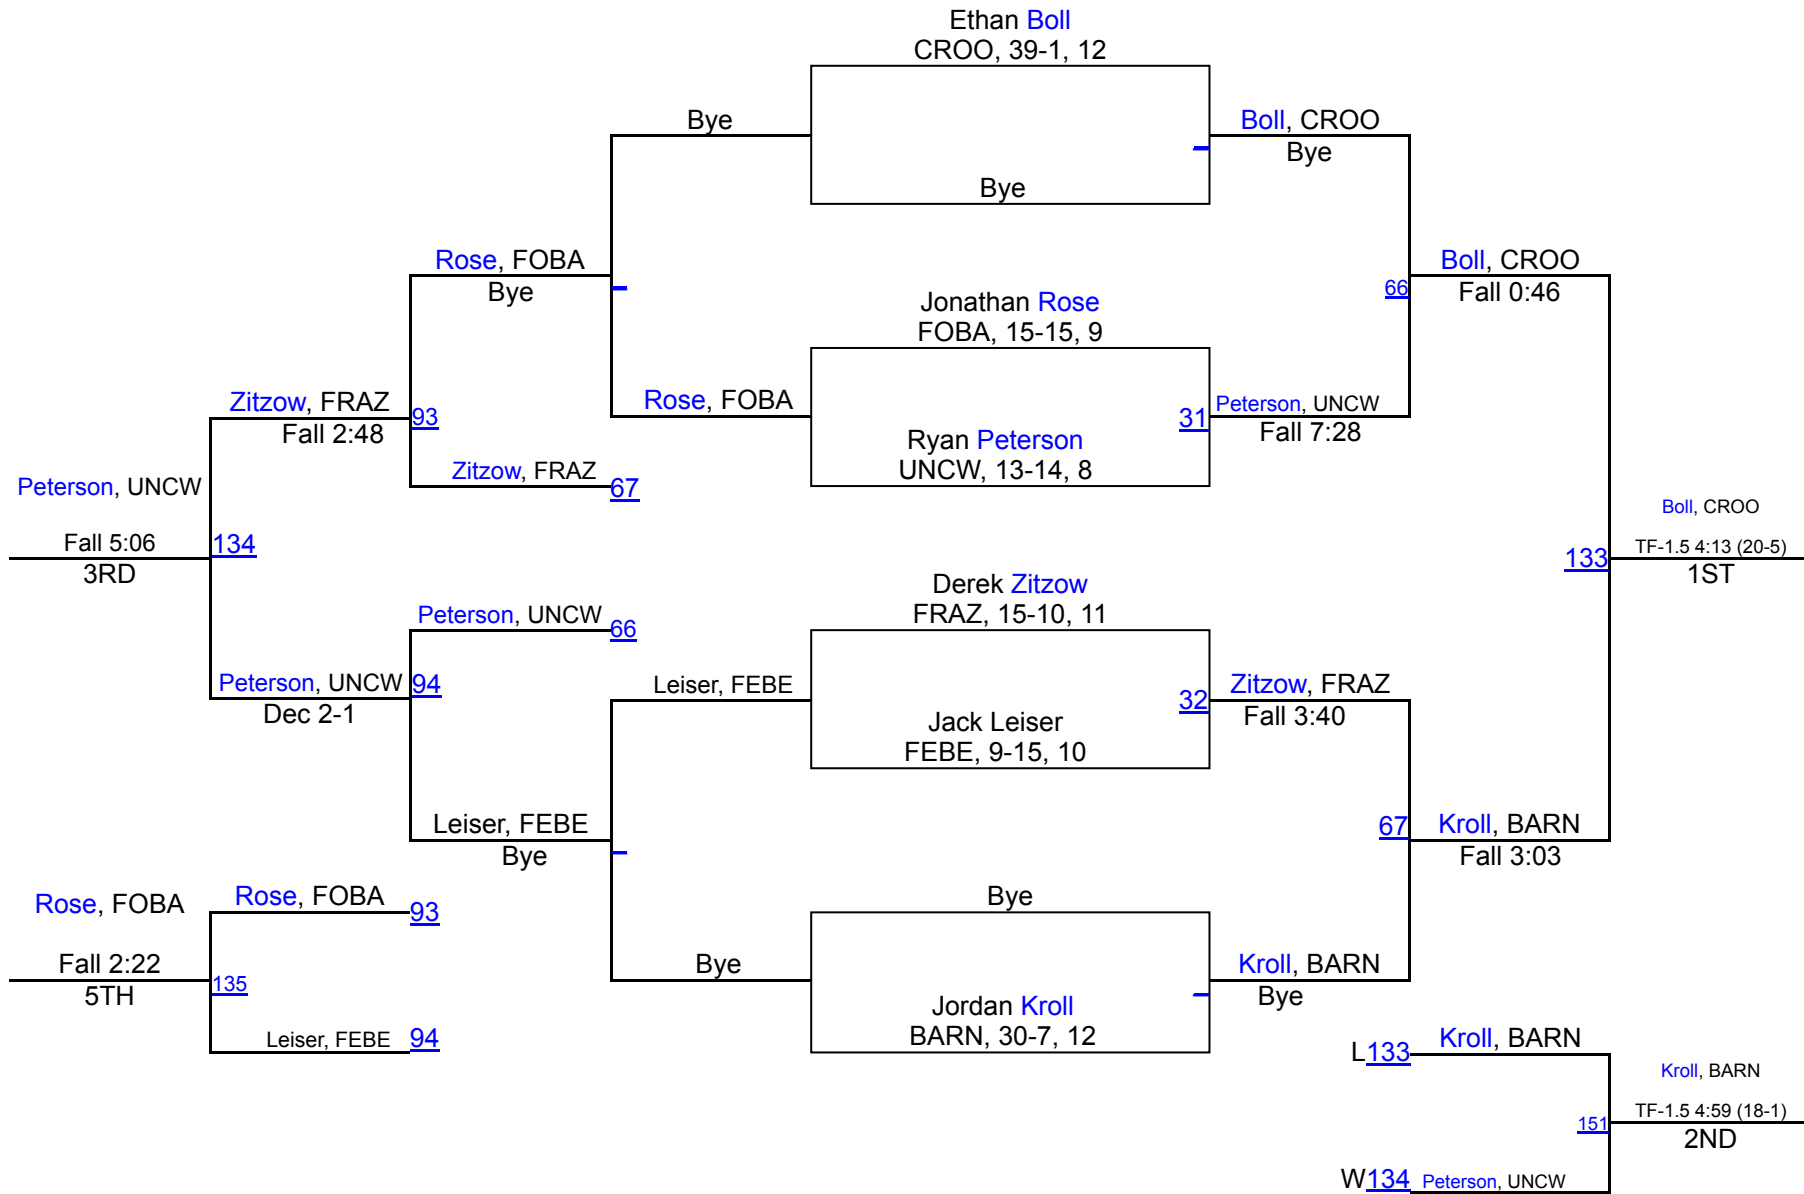 Ethan Boll
CROO, 39-1, 12
Bye
Boll, CROO
Bye
Bye
Rose, FOBA
Bye
Boll, CROO
66
Fall 0:46
Jonathan Rose
FOBA, 15-15, 9
Zitzow, FRAZ
93
Fall 2:48
Rose, FOBA
31
Peterson, UNCW
Fall 7:28
Ryan Peterson
UNCW, 13-14, 8
Zitzow, FRAZ
67
Peterson, UNCW
Fall 5:06
134
3RD
Boll, CROO
133
TF-1.5 4:13 (20-5)
1ST
Derek Zitzow
FRAZ, 15-10, 11
Peterson, UNCW
66
Peterson, UNCW
94
Dec 2-1
Leiser, FEBE
32
Zitzow, FRAZ
Fall 3:40
Jack Leiser
FEBE, 9-15, 10
Leiser, FEBE
Bye
67
Kroll, BARN
Fall 3:03
Rose, FOBA
Rose, FOBA
93
Bye
Fall 2:22
135
5TH
Bye
Kroll, BARN
Bye
Jordan Kroll
BARN, 30-7, 12
Leiser, FEBE
94
L133
Kroll, BARN
Kroll, BARN
151
TF-1.5 4:59 (18-1)
2ND
W134
Peterson, UNCW